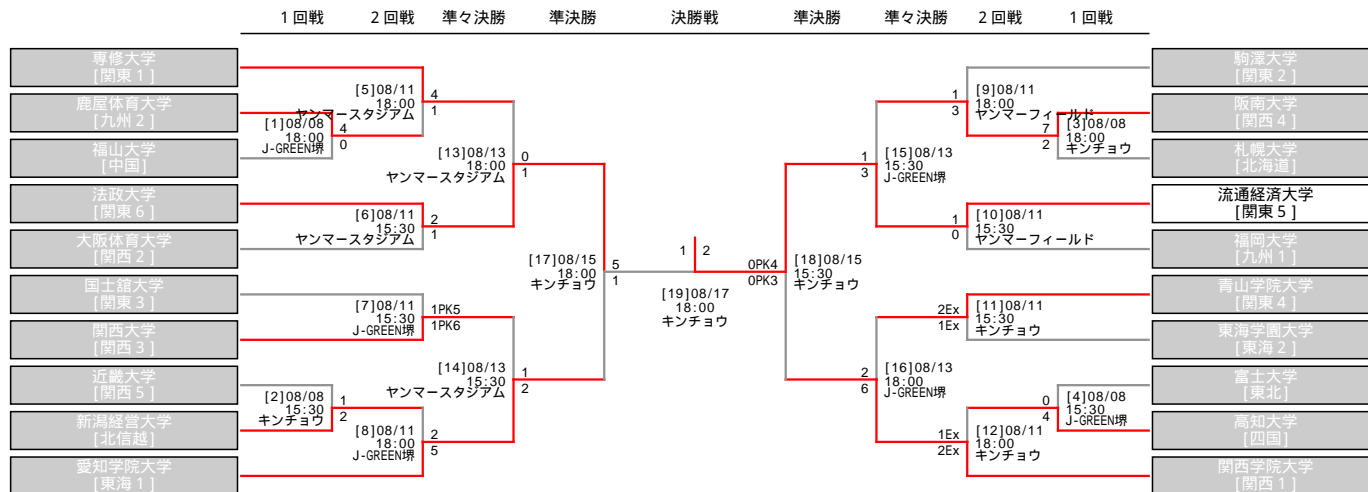 1回戦 2回戦 準々決勝 準決勝 決勝戦 準決勝 準々決勝 2回戦 1回戦
専修大学
[関東1]
鹿屋体育大学
[九州2]
福山大学
[中国]
法政大学
[関東6]
大阪体育大学
[関西2]
国士舘大学
[関東3]
関西大学
[関西3]
近畿大学
[関西5]
新潟経営大学
[北信越]
愛知学院大学
[東海1]
[1]08/08
18:00
J-GREEN堺
4
0
[2]08/08
15:30
キンチョウ
1
2
[5]08/11
18:00
ヤンマースタジアム
4
1
[6]08/11
15:30
ヤンマースタジアム
2
1
[7]08/11
15:30
J-GREEN堺
1PK5
1PK6
[8]08/11
18:00
J-GREEN堺
2
5
[13]08/13
18:00
ヤンマースタジアム
0
1
[14]08/13
15:30
ヤンマースタジアム
1
2
[17]08/15
18:00
キンチョウ
5
1
1 2
[19]08/17
18:00
キンチョウ
0PK4
0PK3
[18]08/15
15:30
キンチョウ
1
3
[15]08/13
15:30
J-GREEN堺
2
6
[16]08/13
18:00
J-GREEN堺
1
3
[9]08/11
18:00
ヤンマーフィールド
1
0
[10]08/11
15:30
ヤンマーフィールド
2Ex
1Ex
[11]08/11
15:30
キンチョウ
1Ex
2Ex
[12]08/11
18:00
キンチョウ
7
2
[3]08/08
18:00
キンチョウ
0
4
[4]08/08
15:30
J-GREEN堺
駒澤大学
[関東2]
阪南大学
[関西4]
札幌大学
[北海道]
流通経済大学
[関東5]
福岡大学
[九州1]
青山学院大学
[関東4]
東海学園大学
[東海2]
富士大学
[東北]
高知大学
[四国]
関西学院大学
[関西1]